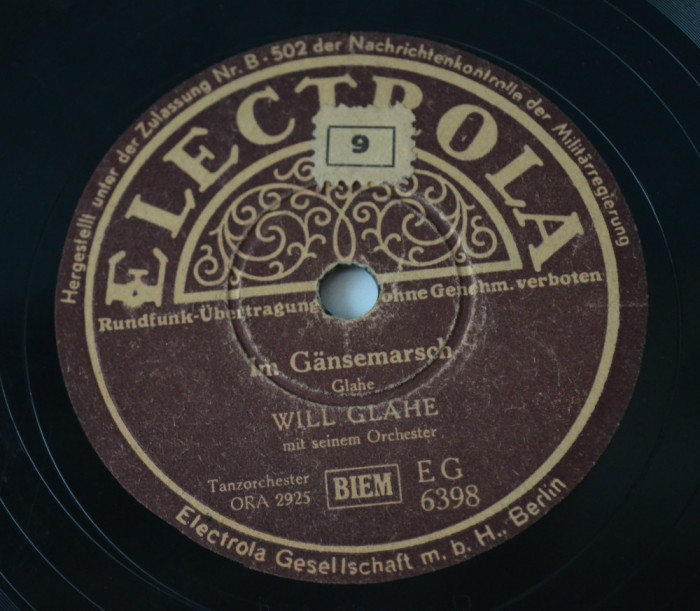 Hergestellt unter der Zulassung Nr. B-502 der Nachrichtenkontrolle der Militärregierung
ELECTROLA
9
Rundfunk-Übertragung ohne Genehm. verboten
Im Gänsemarsch
Glahe
WILL GLAHE
mit seinem Orchester
Tanzorchester
ORA 2925
BIEM
EG
6398
Electrola Gesellschaft m. b. H., Berlin